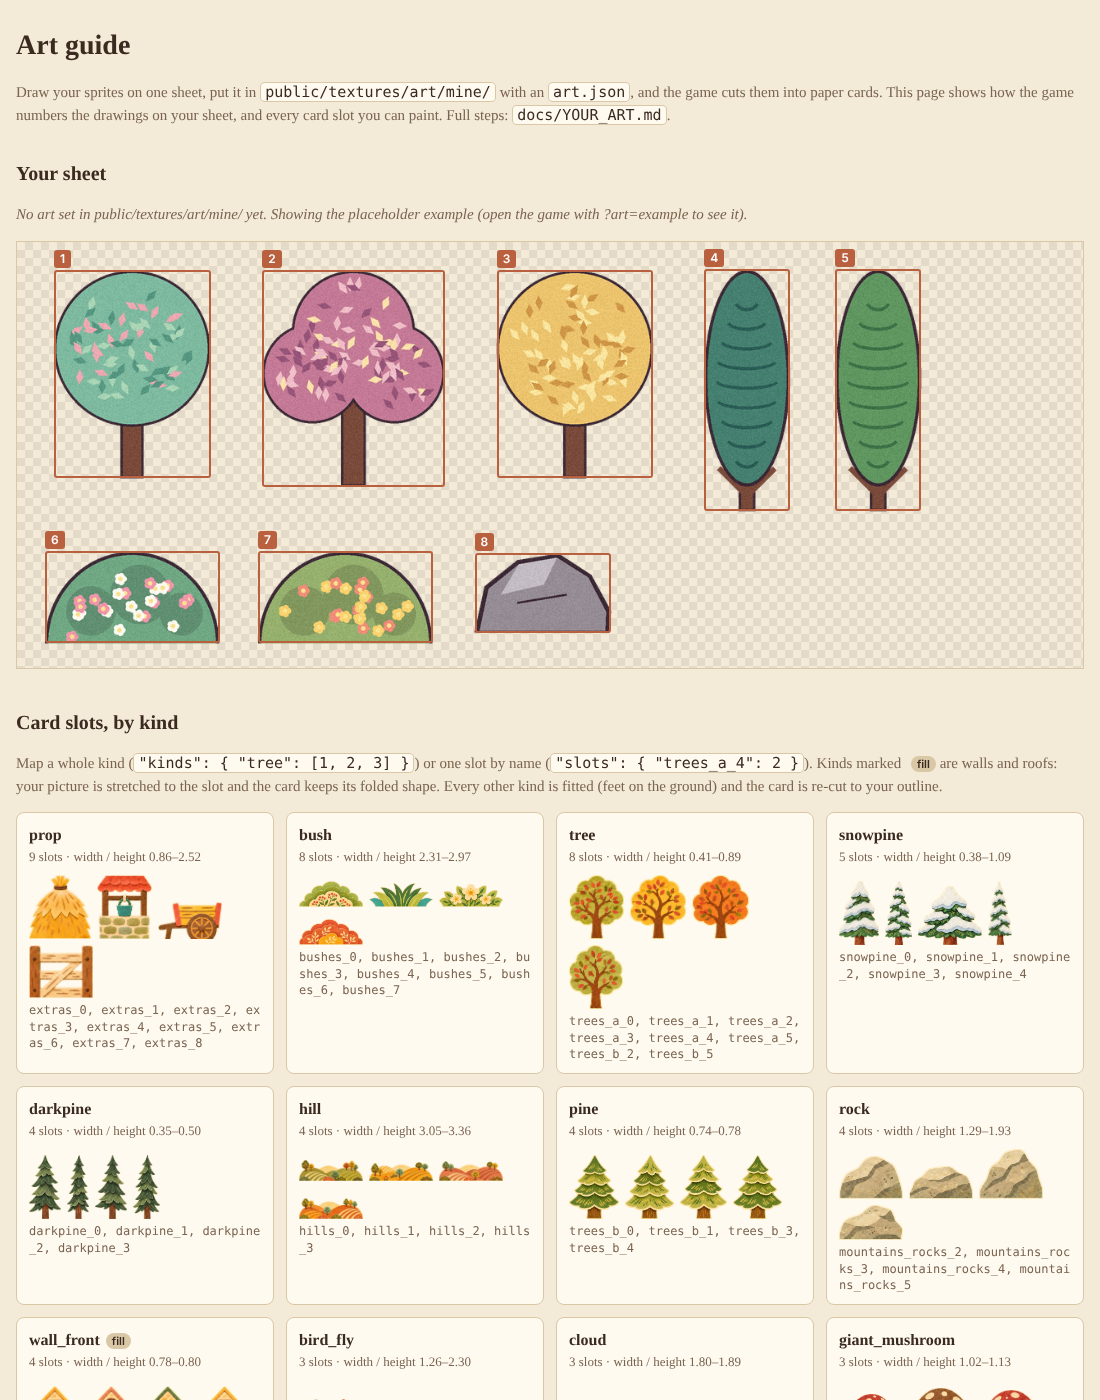 Art guide
Draw your sprites on one sheet, put it in public/textures/art/mine/ with an art.json, and the game cuts them into paper cards. This page shows how the game
numbers the drawings on your sheet, and every card slot you can paint. Full steps: docs/YOUR_ART.md.
Your sheet
No art set in public/textures/art/mine/ yet. Showing the placeholder example (open the game with ?art=example to see it).
1
2
3
4
5
6
7
8
Card slots, by kind
Map a whole kind ("kinds": { "tree": [1, 2, 3] }) or one slot by name ("slots": { "trees_a_4": 2 }). Kinds marked fill are walls and roofs:
your picture is stretched to the slot and the card keeps its folded shape. Every other kind is fitted (feet on the ground) and the card is re-cut to your outline.
prop
9 slots · width / height 0.86–2.52
extras_0, extras_1, extras_2, ex
tras_3, extras_4, extras_5, extr
as_6, extras_7, extras_8
bush
8 slots · width / height 2.31–2.97
bushes_0, bushes_1, bushes_2, bu
shes_3, bushes_4, bushes_5, bush
es_6, bushes_7
tree
8 slots · width / height 0.41–0.89
trees_a_0, trees_a_1, trees_a_2,
trees_a_3, trees_a_4, trees_a_5,
trees_b_2, trees_b_5
snowpine
5 slots · width / height 0.38–1.09
snowpine_0, snowpine_1, snowpine
_2, snowpine_3, snowpine_4
darkpine
4 slots · width / height 0.35–0.50
darkpine_0, darkpine_1, darkpine
_2, darkpine_3
hill
4 slots · width / height 3.05–3.36
hills_0, hills_1, hills_2, hills
_3
pine
4 slots · width / height 0.74–0.78
trees_b_0, trees_b_1, trees_b_3,
trees_b_4
rock
4 slots · width / height 1.29–1.93
mountains_rocks_2, mountains_roc
ks_3, mountains_rocks_4, mountai
ns_rocks_5
wall_front fill
4 slots · width / height 0.78–0.80
bird_fly
3 slots · width / height 1.26–2.30
cloud
3 slots · width / height 1.80–1.89
giant_mushroom
3 slots · width / height 1.02–1.13